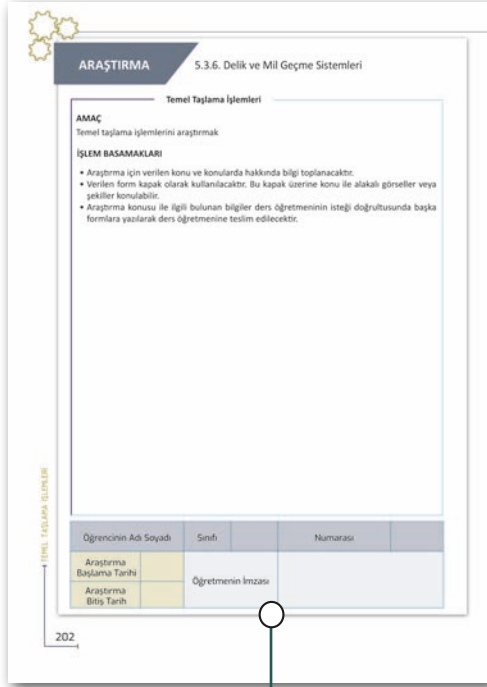 ARAŞTIRMA
5.3.6. Delik ve Mil Geçme Sistemleri
Temel Taşlama İşlemleri
AMAÇ
Temel taşlama işlemlerini araştırmak
İŞLEM BASAMAKLARI
• Araştırma için verilen konu ve konularda hakkında bilgi toplanacaktır.
• Verilen form kapak olarak kullanılacaktır. Bu kapak üzerine konu ile alakalı görseller veya
şekiller konulabilir.
• Araştırma konusu ile ilgili bulunan bilgiler ders öğretmeninin isteği doğrultusunda başka
formlara yazılarak ders öğretmenine teslim edilecektir.
TEMEL TAŞLAMA İŞLEMLERİ
Öğrencinin Adı Soyadı Sınıfı Numarası
Araştırma
Başlama Tarihi
Öğretmenin İmzası
Araştırma
Bitiş Tarih
202